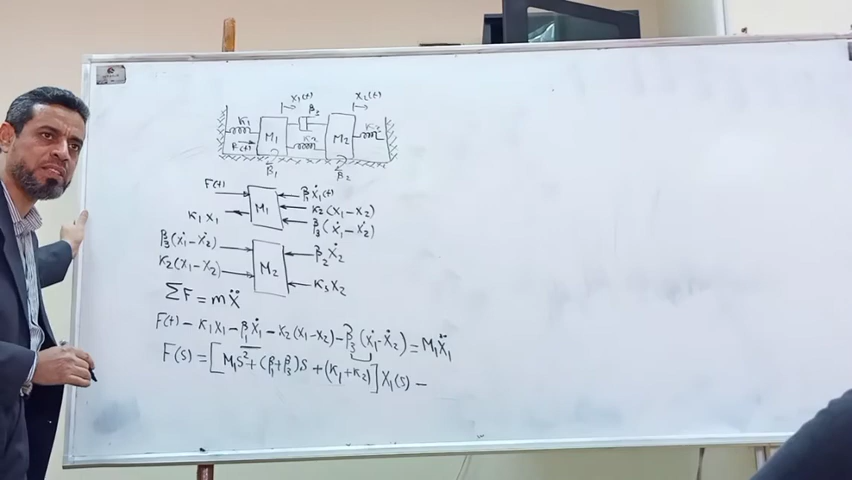 X₁(t) X₂(t)
K₁ β₃ K₃
F(t) M₁ K₂ M₂
β₁ β₂
F(t) β₁Ẋ₁(t)
M₁ K₂(X₁-X₂)
K₁X₁ β₃(Ẋ₁-Ẋ₂)
β₃(Ẋ₁-Ẋ₂) β₂Ẋ₂
K₂(X₁-X₂) M₂ K₃X₂
ΣF = mẌ
F(t) - K₁X₁ - β₁Ẋ₁ - K₂(X₁-X₂) - β₃(Ẋ₁-Ẋ₂) = M₁Ẍ₁
F(s) = [M₁S² + (β₁+β₃)S + (K₁+K₂)]X₁(s) -